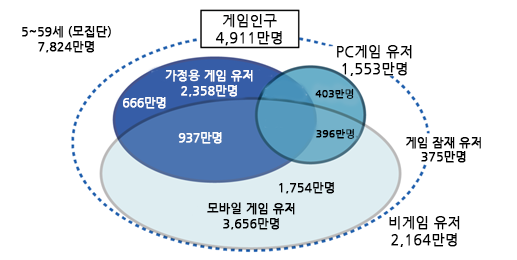 5~59세 (모집단)
7,824만명
게임인구
4,911만명
PC게임 유저
1,553만명
가정용 게임 유저
2,358만명
666만명
403만명
937만명
396만명
게임 잠재 유저
375만명
1,754만명
모바일 게임 유저
3,656만명
비게임 유저
2,164만명